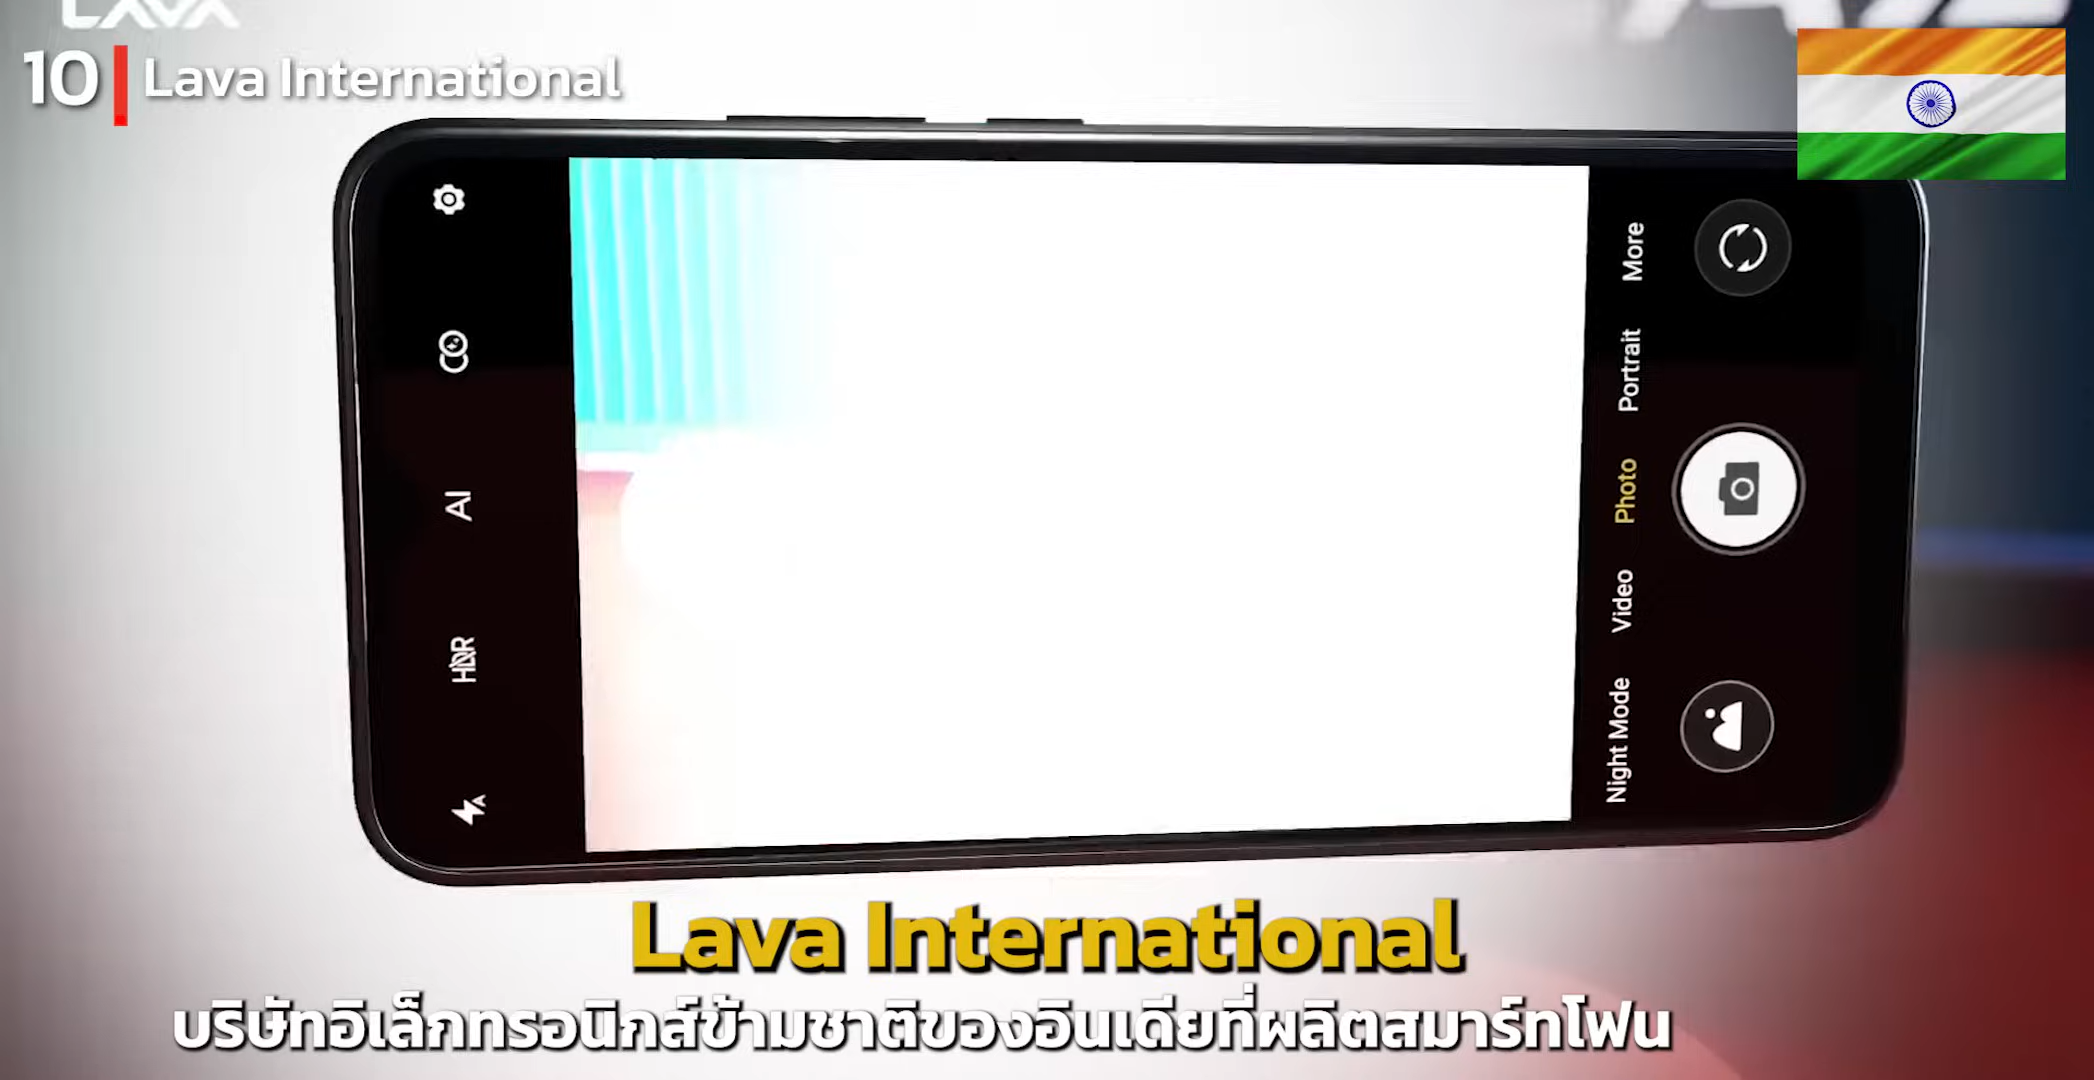 LAVA
10 Lava International
More
Portrait
Photo
Video
Night Mode
AI
HDR
A
Lava International
บริษัทอิเล็กทรอนิกส์ข้ามชาติของอินเดียที่ผลิตสมาร์ทโฟน